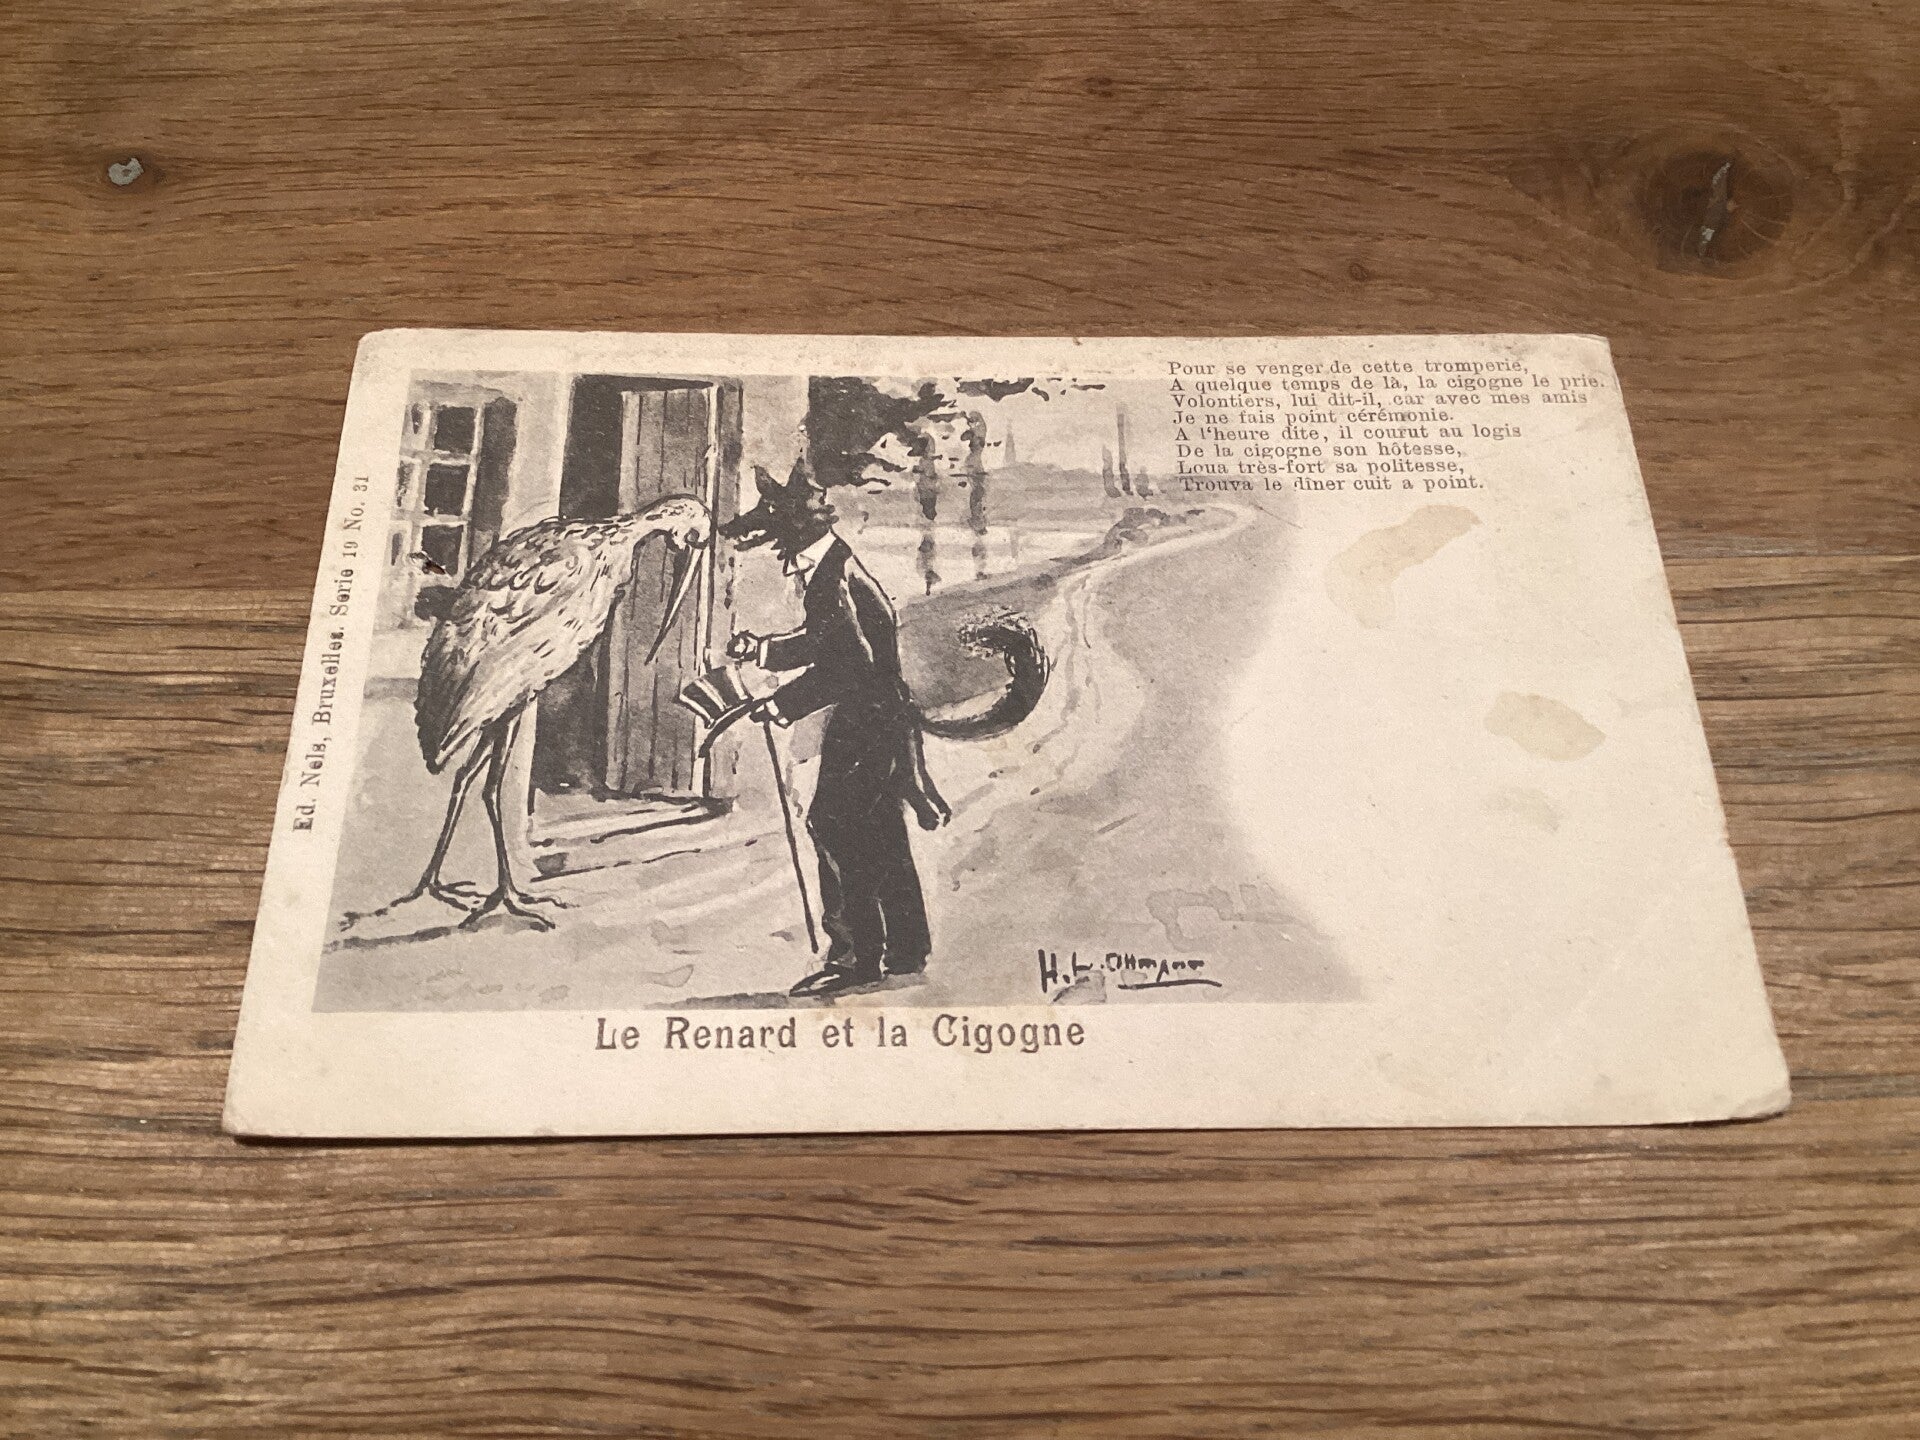 Pour se venger de cette tromperie,
A quelque temps de là, la cigogne le prie.
Volontiers, lui dit-il, car avec mes amis
Je ne fais point cérémonie.
A l'heure dite, il courut au logis
De la cigogne son hôtesse,
Loua très-fort sa politesse,
Trouva le dîner cuit a point.
Ed. Nels, Bruxelles. Serie 19 No. 31
H. L.
Le Renard et la Cigogne